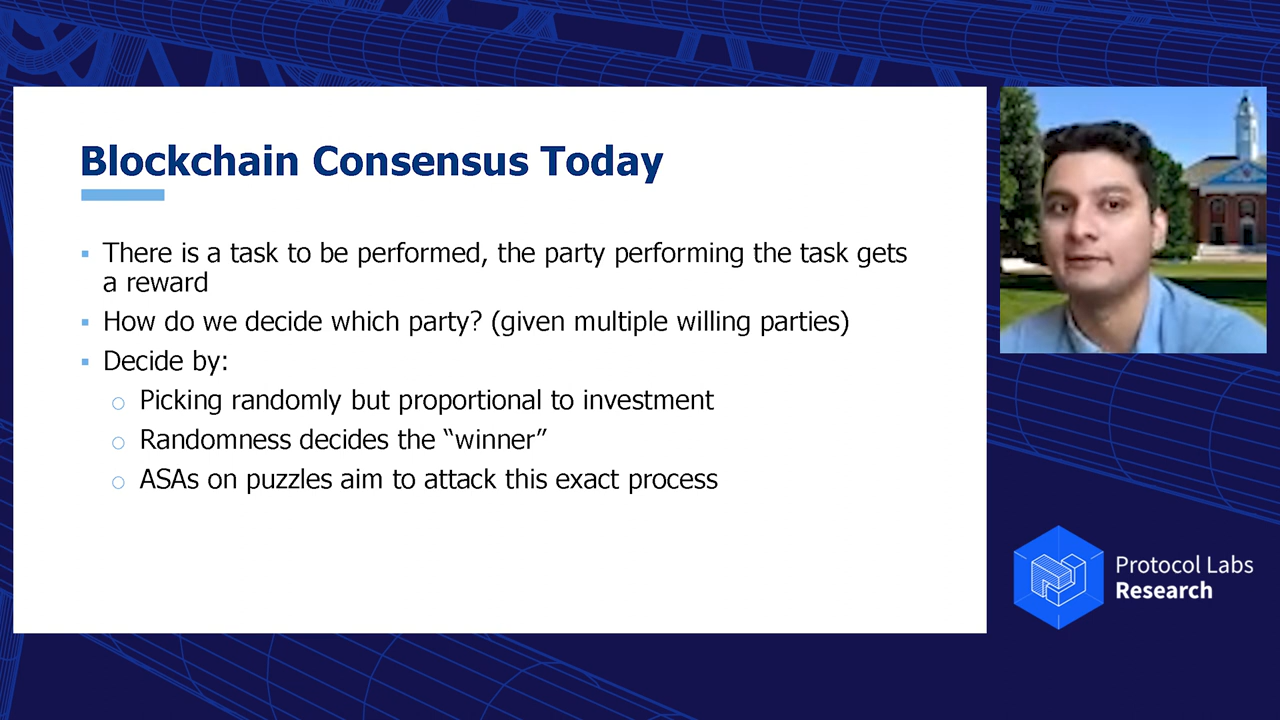 Blockchain Consensus Today
▪ There is a task to be performed, the party performing the task gets
a reward
▪ How do we decide which party? (given multiple willing parties)
▪ Decide by:
○ Picking randomly but proportional to investment
○ Randomness decides the “winner”
○ ASAs on puzzles aim to attack this exact process
Protocol Labs
Research